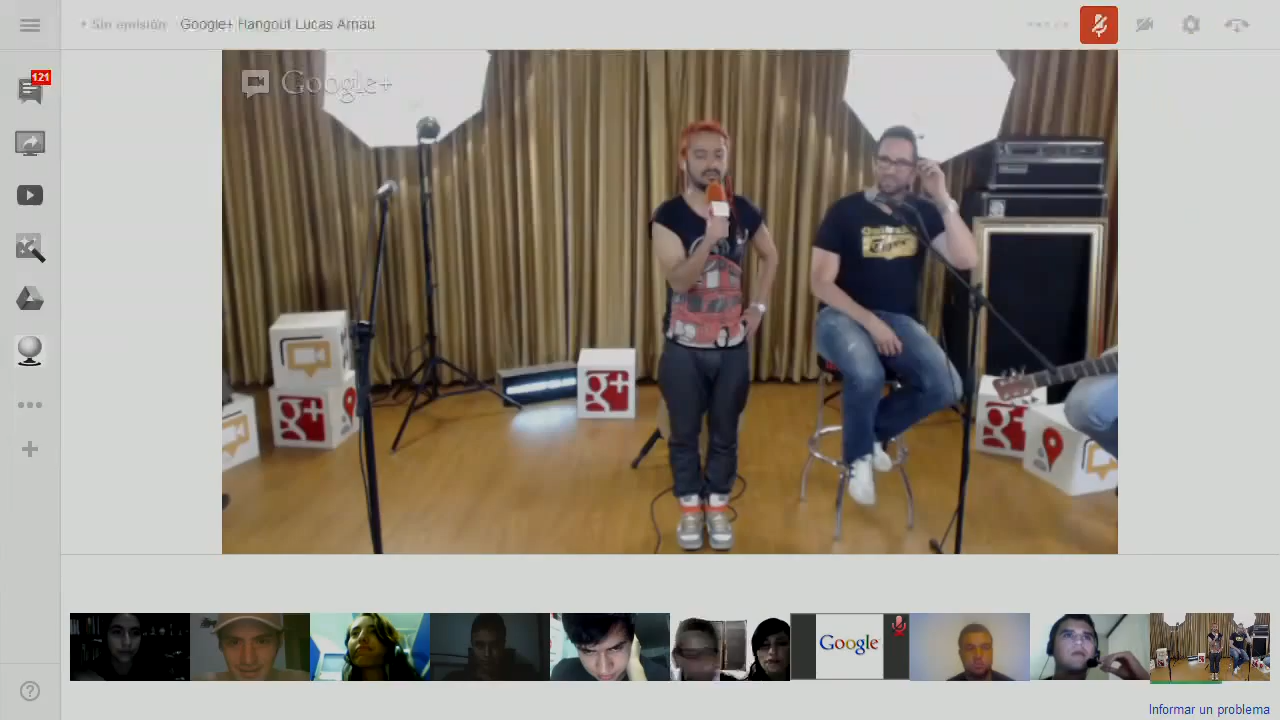 • Sin emisión
Google+ Hangout Lucas Arnau
121
Google+
g+
g+
g+
Google
Informar un problema